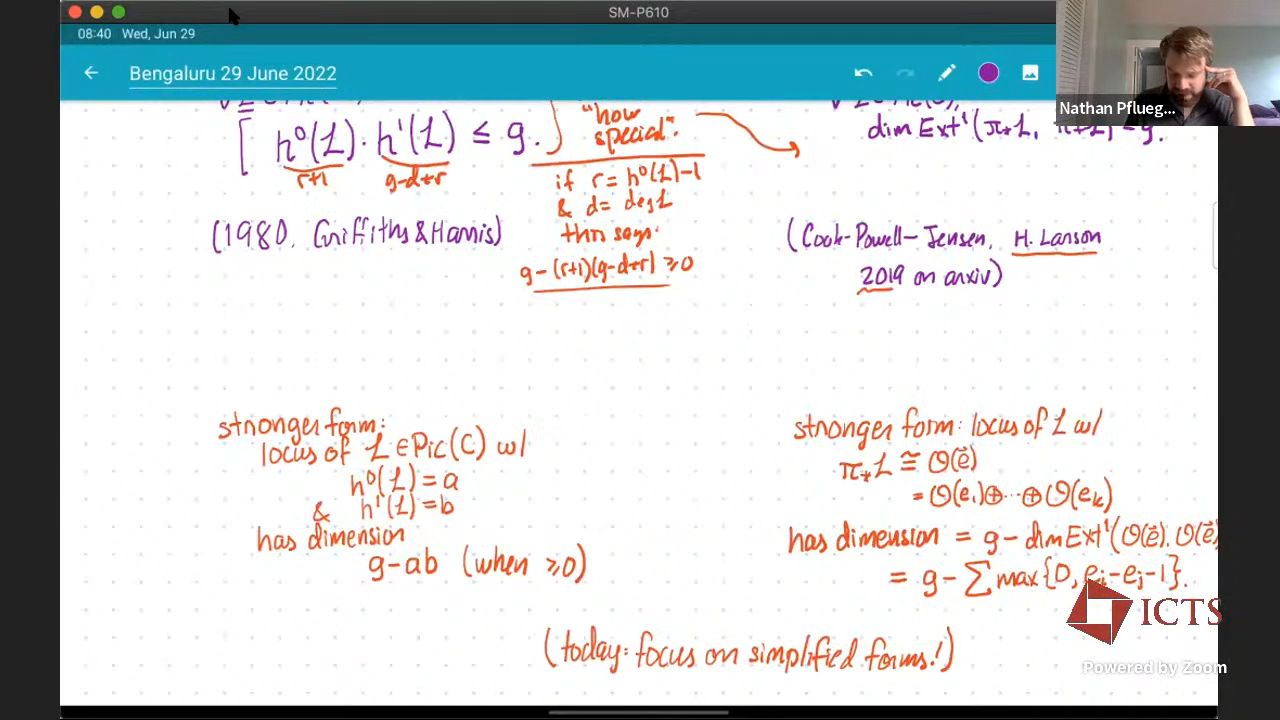 SM-P610
08:40 Wed, Jun 29
Bengaluru 29 June 2022
Nathan Pflueg...
[ h⁰(L) · h¹(L) ≤ g. ]
r+1 g-d+r
"how special".
if r = h⁰(L)-1
& d = deg L
this says:
g-(r+1)(g-d+r) ≥ 0
(1980, Griffiths & Harris)
dim Ext¹(π∗L, π∗L) ≤ g.
(Cook-Powell-Jensen, H. Larson
2019 on arxiv)
stronger form:
locus of L ∈ Pic(C) w/
h⁰(L) = a
& h¹(L) = b
has dimension
g-ab (when ≥0)
stronger form: locus of L w/
π∗L ≅ O(e⃗)
= O(e₁)⊕···⊕O(eₖ)
has dimension = g - dim Ext¹(O(e⃗), O(e⃗)
= g - ∑ max{0, eᵢ-eⱼ-1}.
(today: focus on simplified forms!)
ICTS
Powered by Zoom